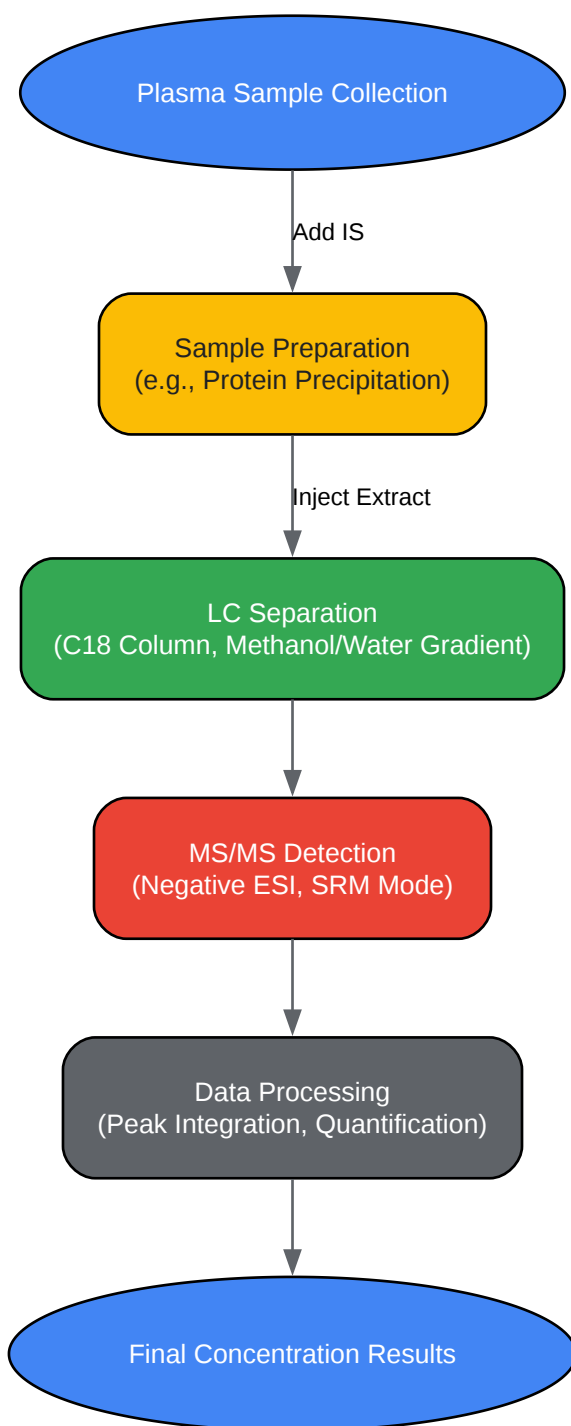 Plasma Sample Collection
Add IS
Sample Preparation
(e.g., Protein Precipitation)
Inject Extract
LC Separation
(C18 Column, Methanol/Water Gradient)
MS/MS Detection
(Negative ESI, SRM Mode)
Data Processing
(Peak Integration, Quantification)
Final Concentration Results